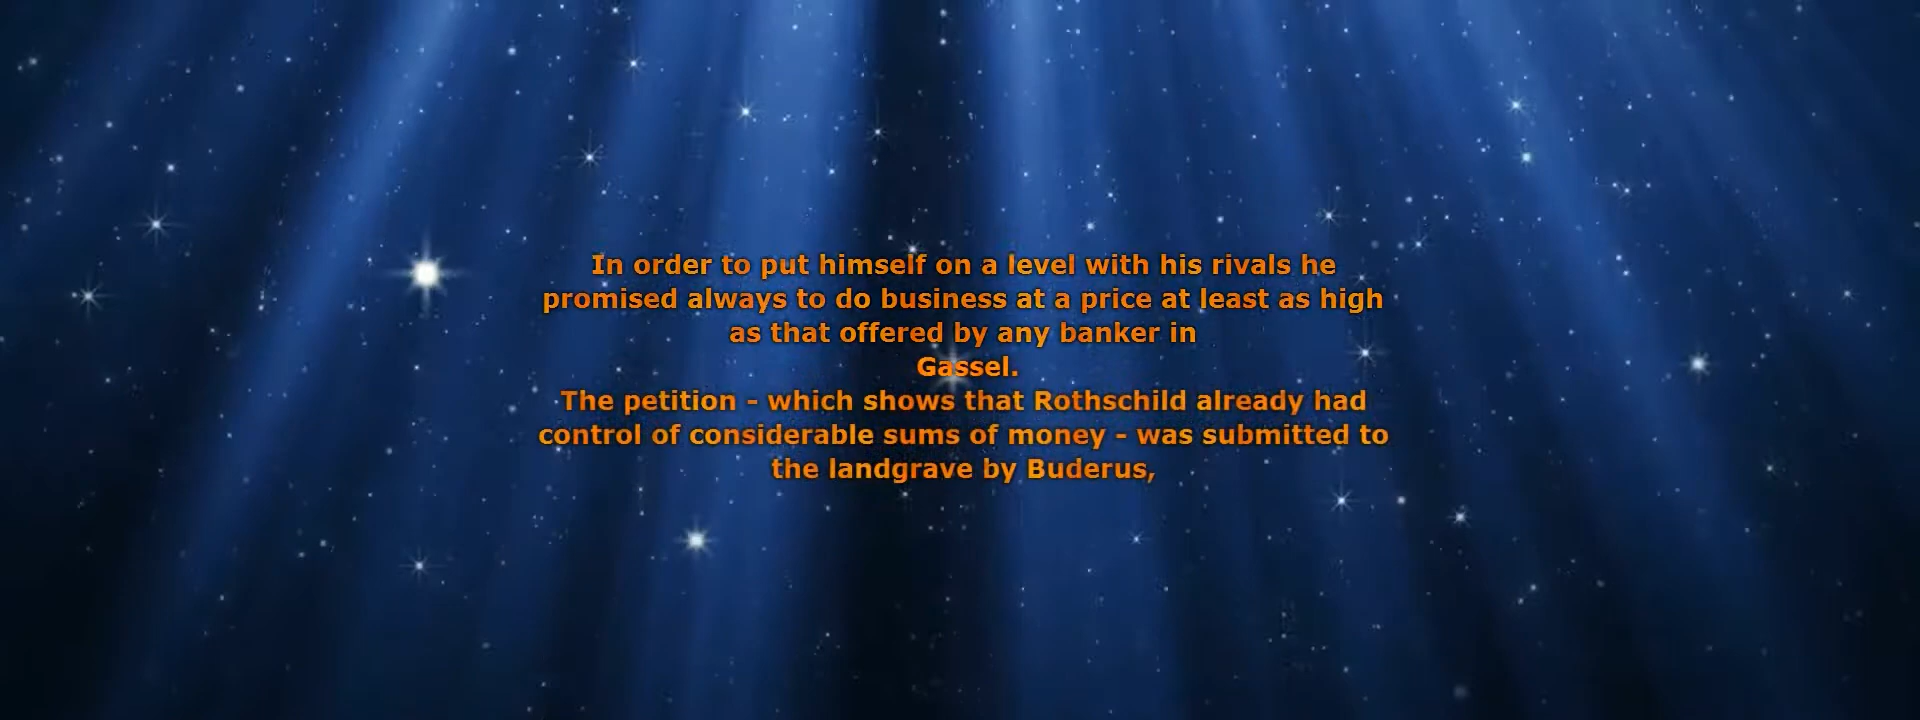 In order to put himself on a level with his rivals he
promised always to do business at a price at least as high
as that offered by any banker in
Gassel.
The petition - which shows that Rothschild already had
control of considerable sums of money - was submitted to
the landgrave by Buderus,